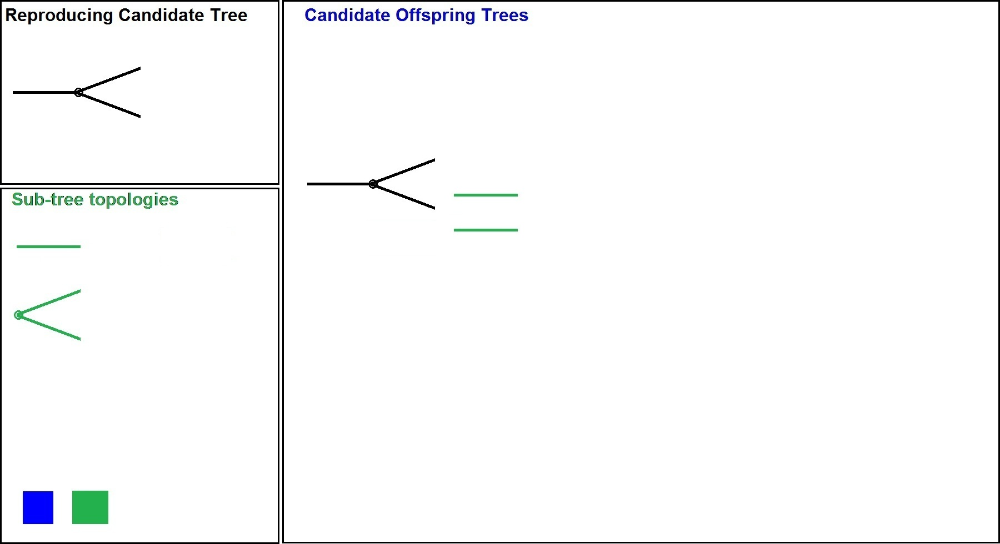 Reproducing Candidate Tree
Candidate Offspring Trees
Sub-tree topologies